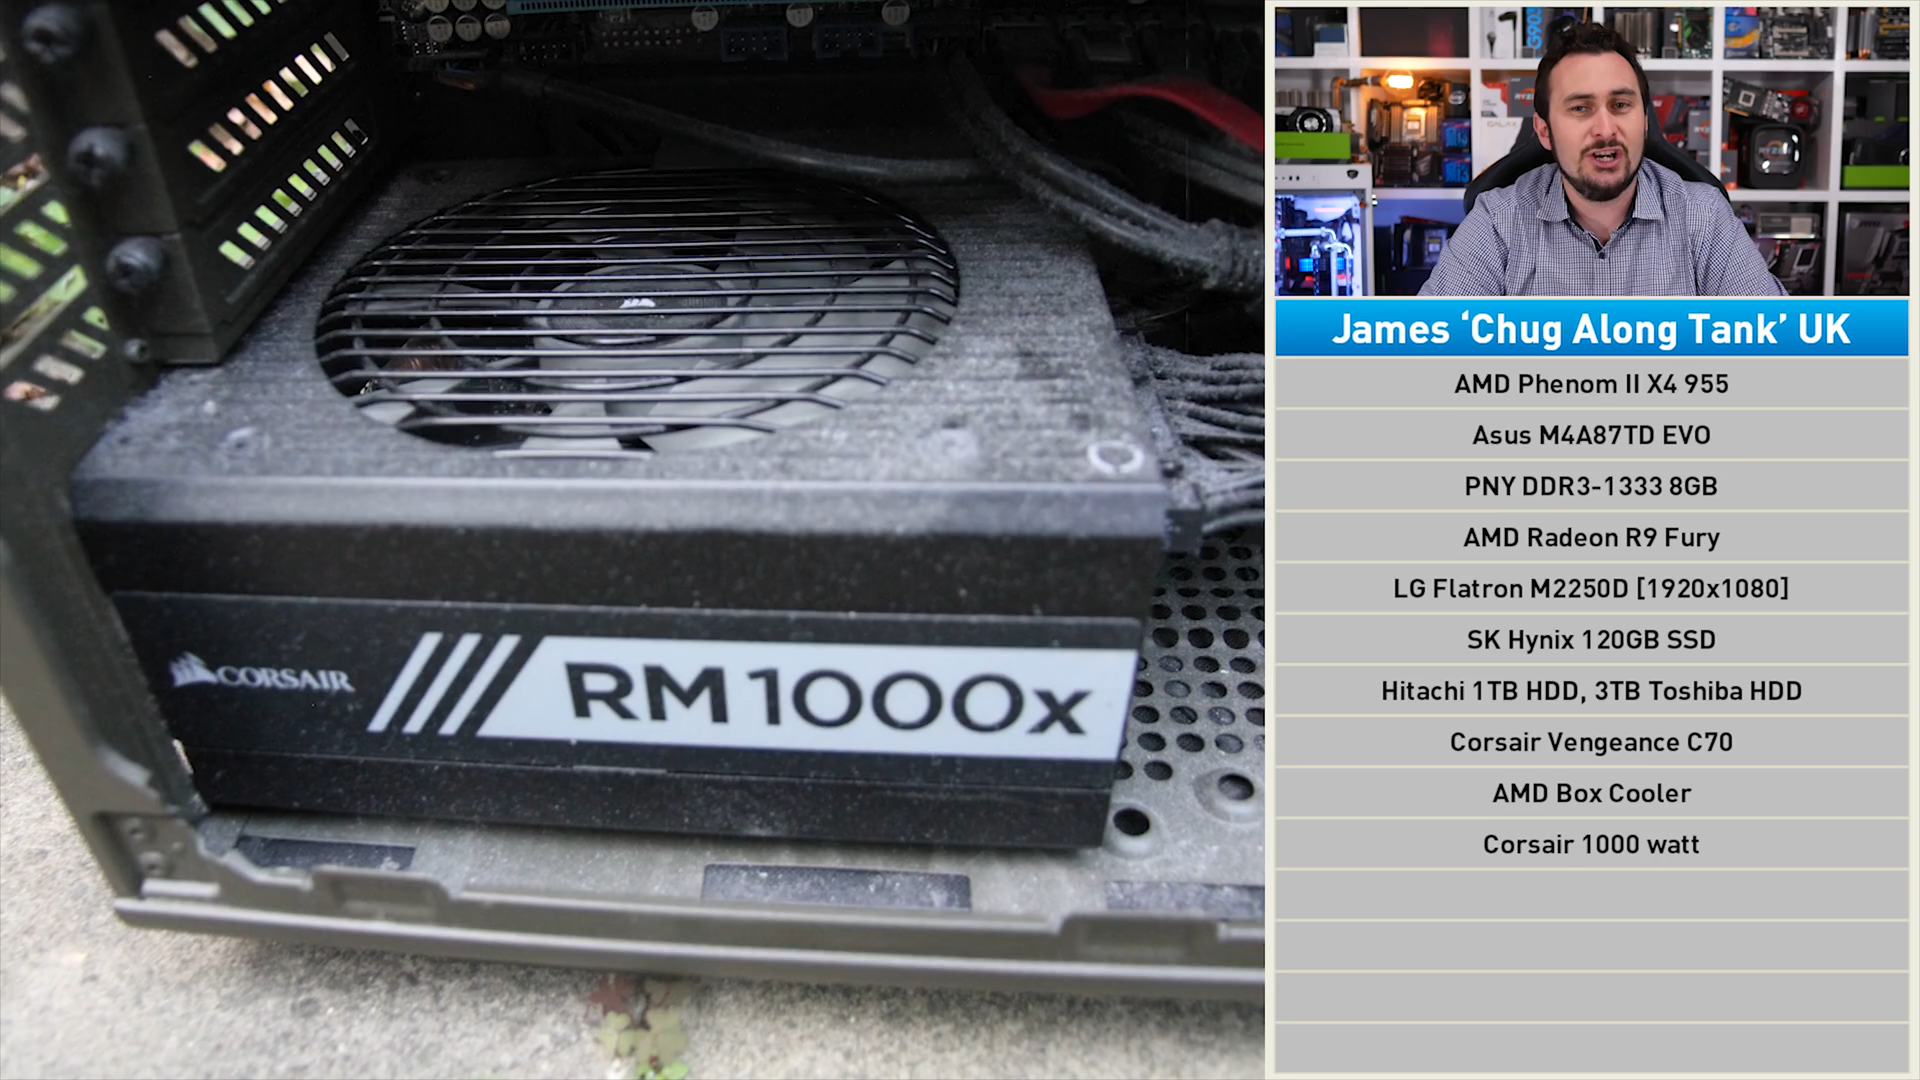 CORSAIR
RM1000x
James ‘Chug Along Tank’ UK
AMD Phenom II X4 955
Asus M4A87TD EVO
PNY DDR3-1333 8GB
AMD Radeon R9 Fury
LG Flatron M2250D [1920x1080]
SK Hynix 120GB SSD
Hitachi 1TB HDD, 3TB Toshiba HDD
Corsair Vengeance C70
AMD Box Cooler
Corsair 1000 watt